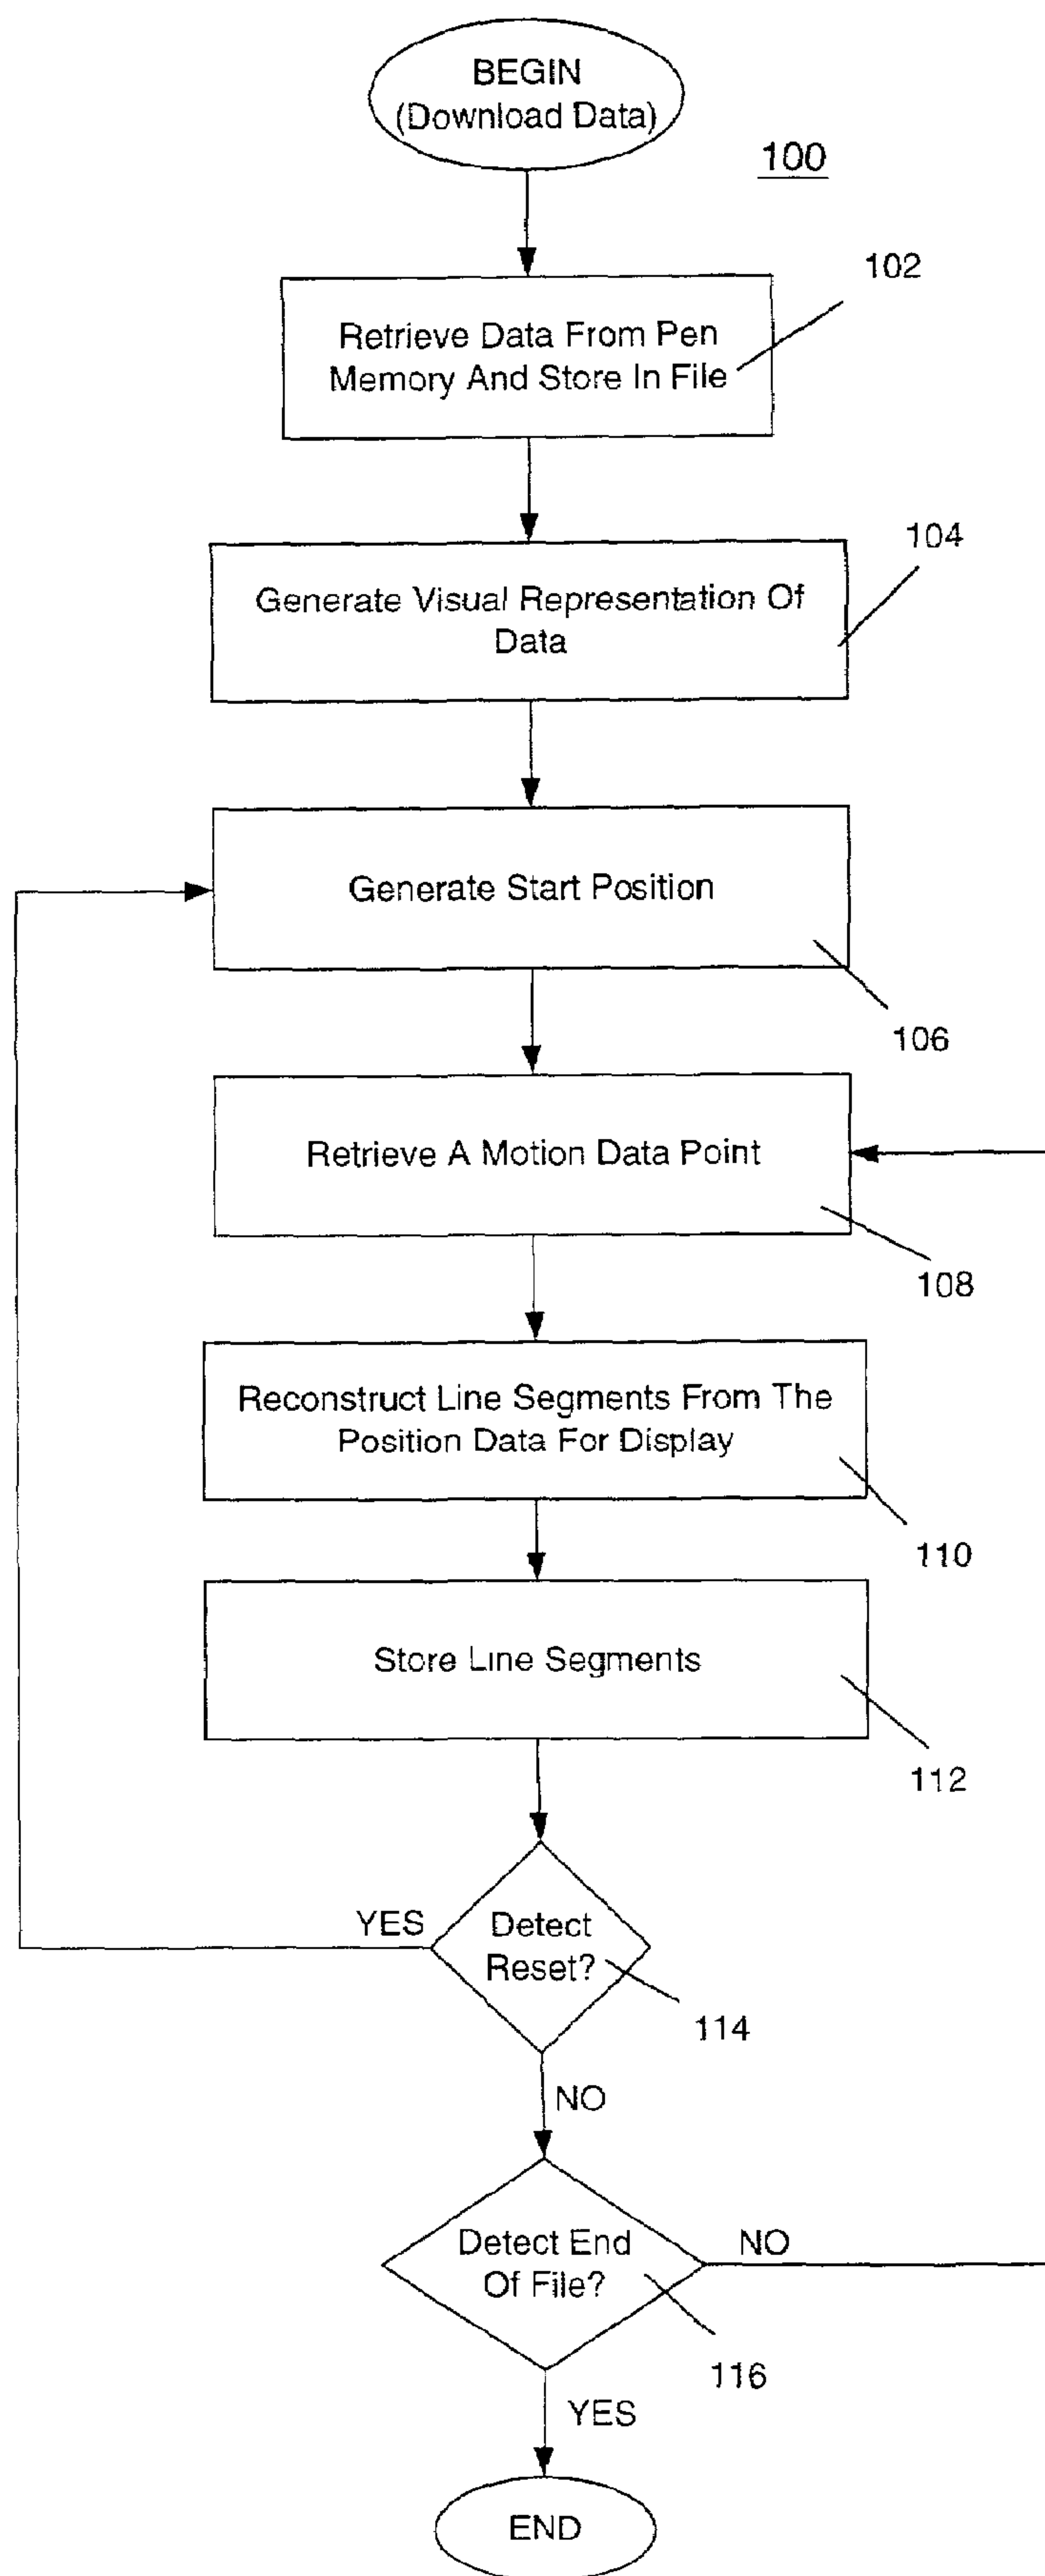 BEGIN
(Download Data)
100
102
Retrieve Data From Pen
Memory And Store In File
104
Generate Visual Representation Of
Data
Generate Start Position
106
Retrieve A Motion Data Point
108
Reconstruct Line Segments From The
Position Data For Display
110
Store Line Segments
112
YES
Detect
Reset?
114
NO
Detect End
Of File?
NO
116
YES
END